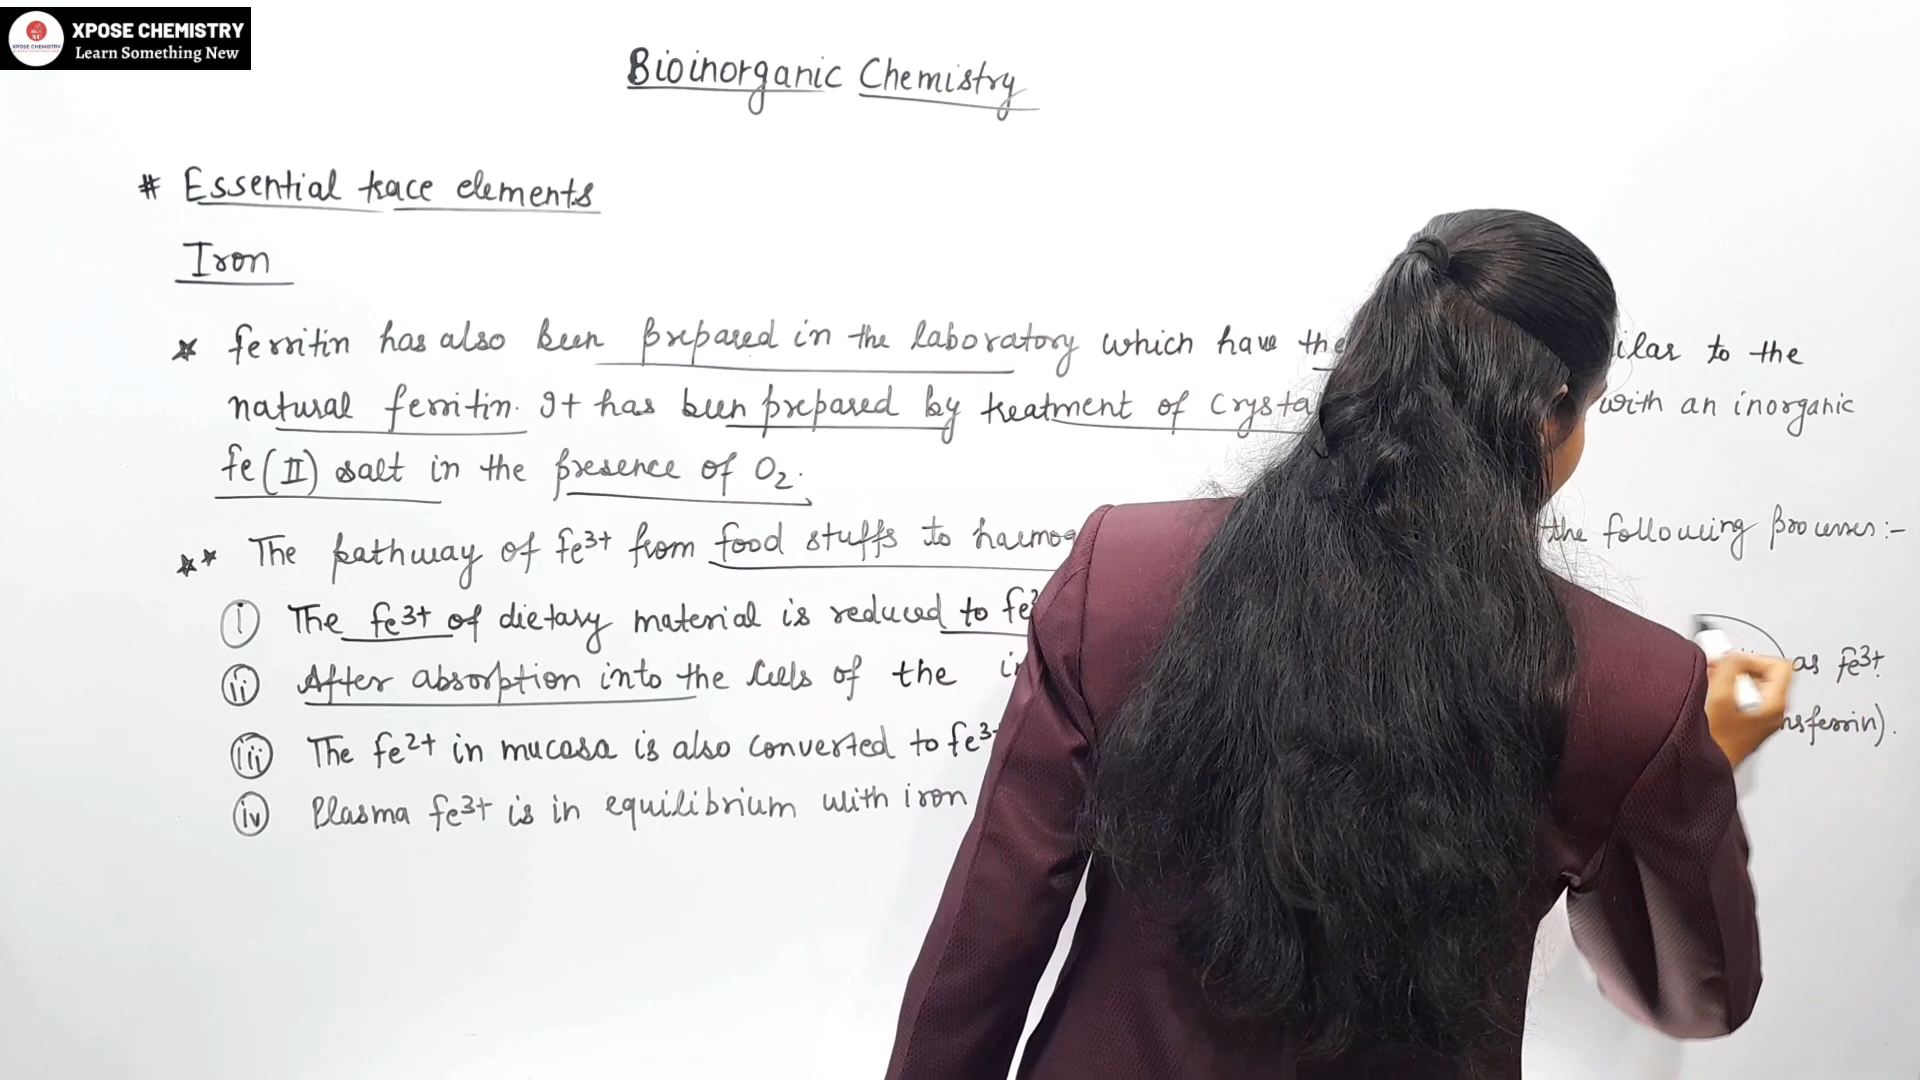 XPOSE CHEMISTRY
Learn Something New
XPOSE CHEMISTRY
Bioinorganic Chemistry
# Essential trace elements
Iron
* ferritin has also been prepared in the laboratory which have the ilar to the
natural ferritin. It has been prepared by treatment of crysta with an inorganic
fe(II) salt in the presence of O2.
** The pathway of fe3+ from food stuffs to haemog the following processes:-
(i) The fe3+ of dietary material is reduced to fe
(ii) After absorption into the cells of the in as fe3+.
(iii) The fe2+ in mucosa is also converted to fe3+ nsferrin).
(iv) Plasma fe3+ is in equilibrium with iron